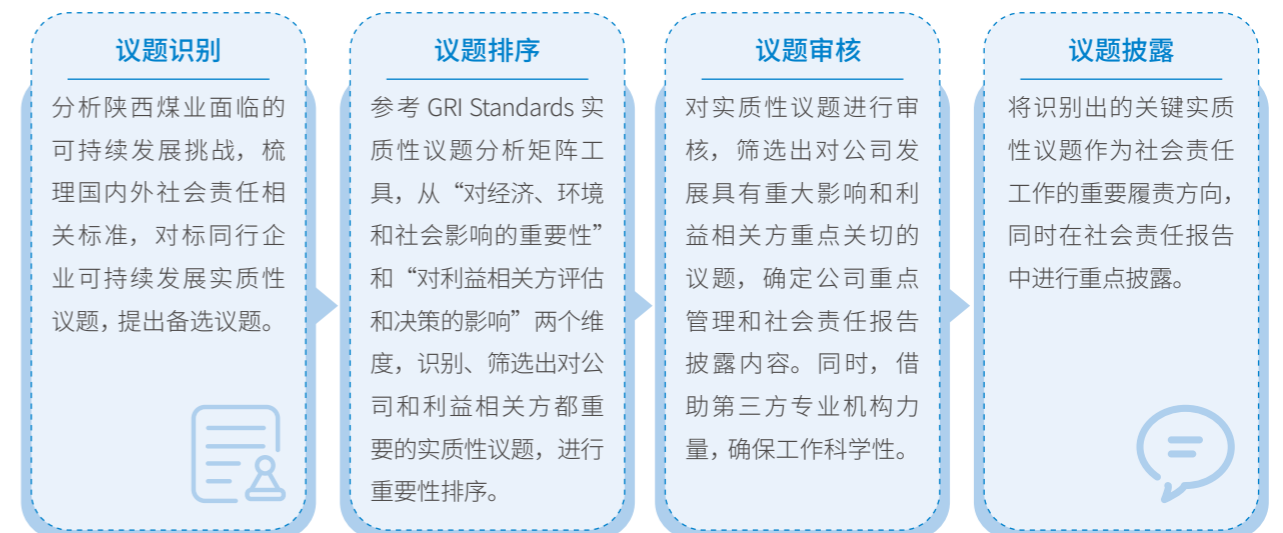 议题识别
分析陕西煤业面临的
可持续发展挑战，梳
理国内外社会责任相
关标准，对标同行企
业可持续发展实质性
议题，提出备选议题。
议题排序
参考 GRI Standards 实
质性议题分析矩阵工
具，从“对经济、环境
和社会影响的重要性”
和“对利益相关方评估
和决策的影响”两个维
度，识别、筛选出对公
司和利益相关方都重
要的实质性议题，进行
重要性排序。
议题审核
对实质性议题进行审
核，筛选出对公司发
展具有重大影响和利
益相关方重点关切的
议题，确定公司重点
管理和社会责任报告
披露内容。同时，借
助第三方专业机构力
量，确保工作科学性。
议题披露
将识别出的关键实质
性议题作为社会责任
工作的重要履责方向，
同时在社会责任报告
中进行重点披露。